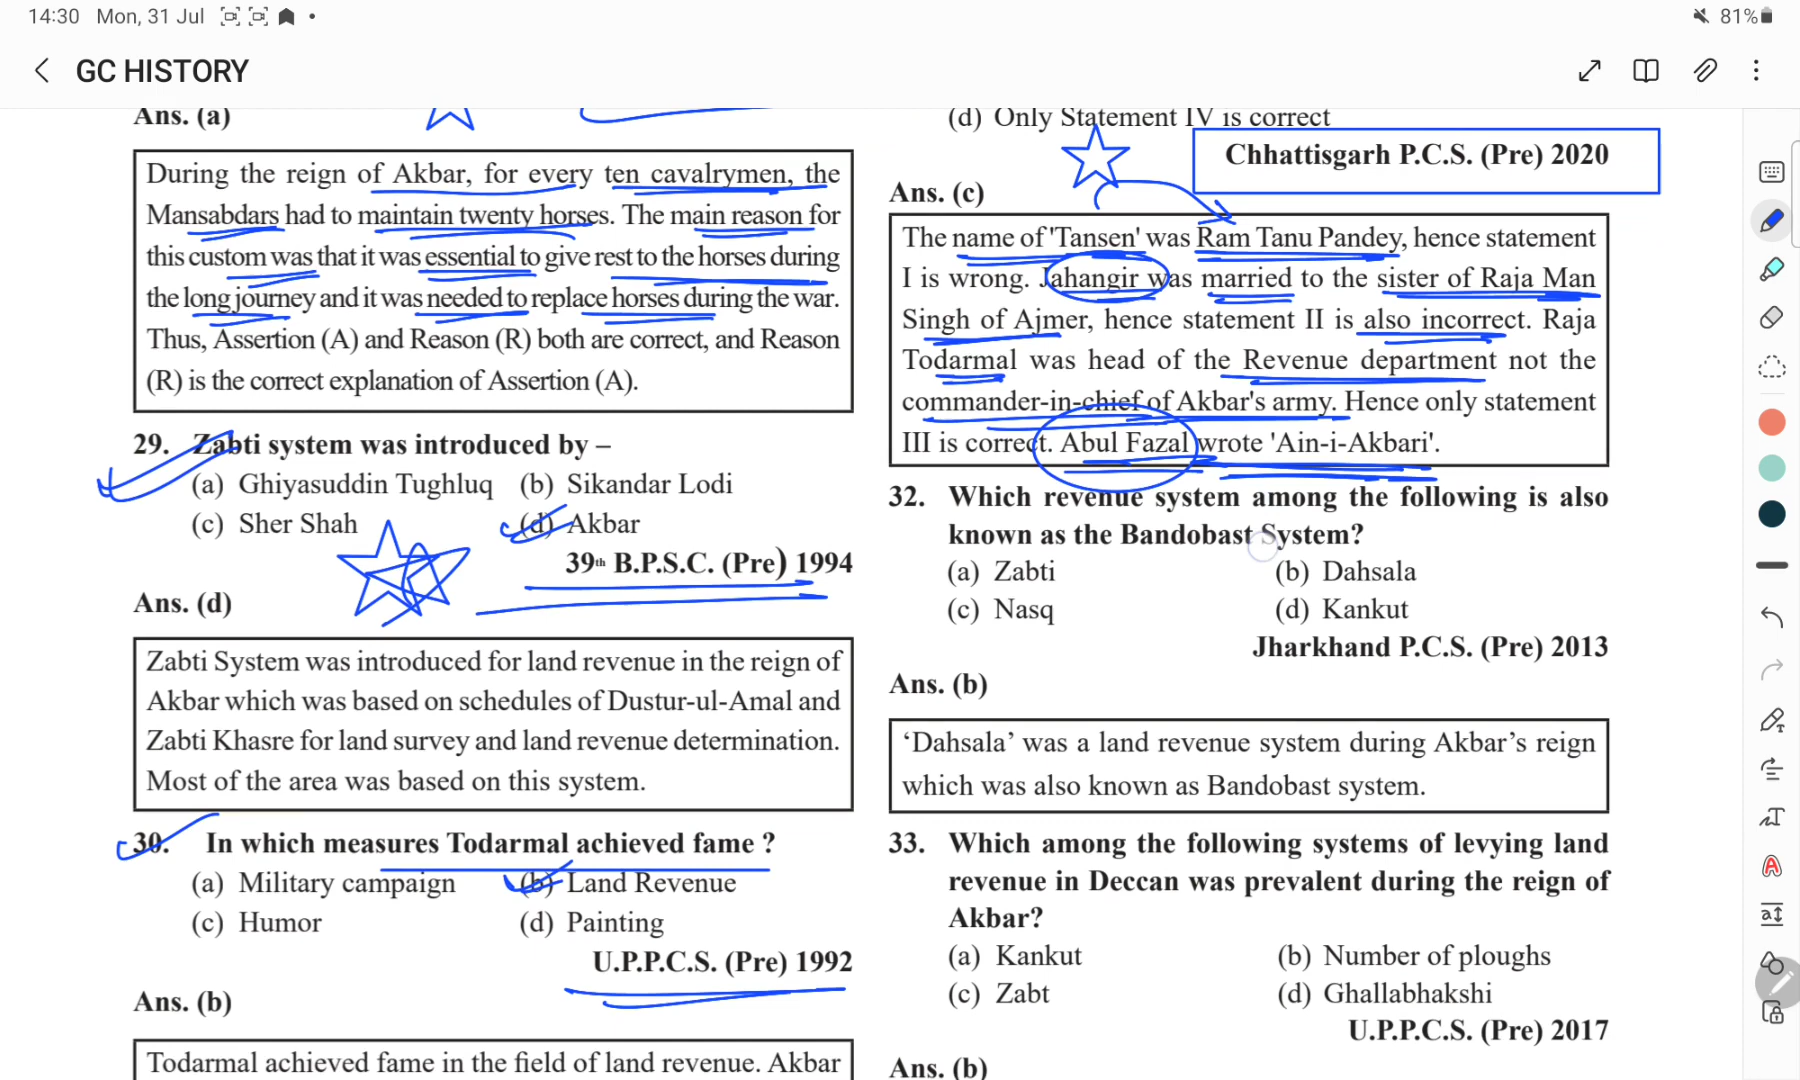 14:30 Mon, 31 Jul
81%
GC HISTORY
Ans. (a)
During the reign of Akbar, for every ten cavalrymen, the
Mansabdars had to maintain twenty horses. The main reason for
this custom was that it was essential to give rest to the horses during
the long journey and it was needed to replace horses during the war.
Thus, Assertion (A) and Reason (R) both are correct, and Reason
(R) is the correct explanation of Assertion (A).
29. Zabti system was introduced by –
(a) Ghiyasuddin Tughluq (b) Sikandar Lodi
(c) Sher Shah (d) Akbar
39th B.P.S.C. (Pre) 1994
Ans. (d)
Zabti System was introduced for land revenue in the reign of
Akbar which was based on schedules of Dustur-ul-Amal and
Zabti Khasre for land survey and land revenue determination.
Most of the area was based on this system.
30. In which measures Todarmal achieved fame ?
(a) Military campaign (b) Land Revenue
(c) Humor (d) Painting
U.P.P.C.S. (Pre) 1992
Ans. (b)
Todarmal achieved fame in the field of land revenue. Akbar
(d) Only Statement IV is correct
Chhattisgarh P.C.S. (Pre) 2020
Ans. (c)
The name of 'Tansen' was Ram Tanu Pandey, hence statement
I is wrong. Jahangir was married to the sister of Raja Man
Singh of Ajmer, hence statement II is also incorrect. Raja
Todarmal was head of the Revenue department not the
commander-in-chief of Akbar's army. Hence only statement
III is correct. Abul Fazal wrote 'Ain-i-Akbari'.
32. Which revenue system among the following is also
known as the Bandobast System?
(a) Zabti (b) Dahsala
(c) Nasq (d) Kankut
Jharkhand P.C.S. (Pre) 2013
Ans. (b)
‘Dahsala’ was a land revenue system during Akbar’s reign
which was also known as Bandobast system.
33. Which among the following systems of levying land
revenue in Deccan was prevalent during the reign of
Akbar?
(a) Kankut (b) Number of ploughs
(c) Zabt (d) Ghallabhakshi
U.P.P.C.S. (Pre) 2017
Ans. (b)